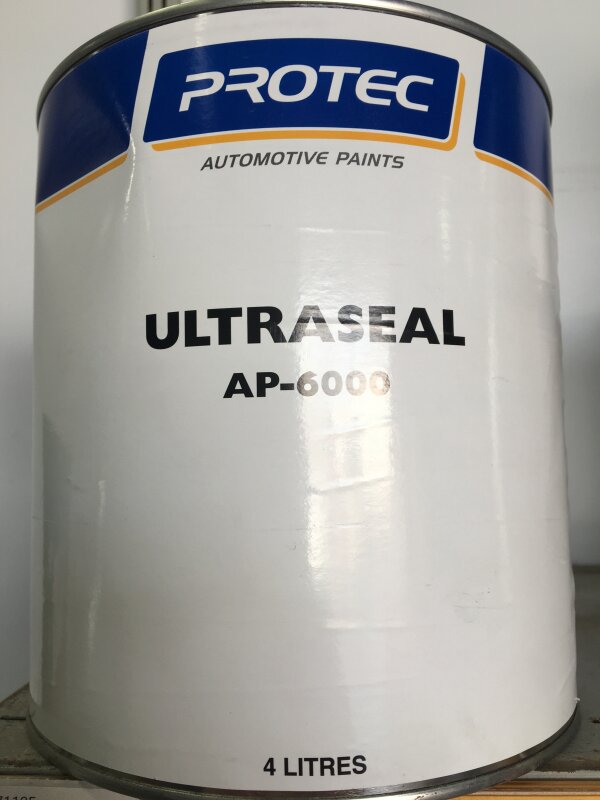 PROTEC
AUTOMOTIVE PAINTS
ULTRASEAL
AP-6000
4 LITRES